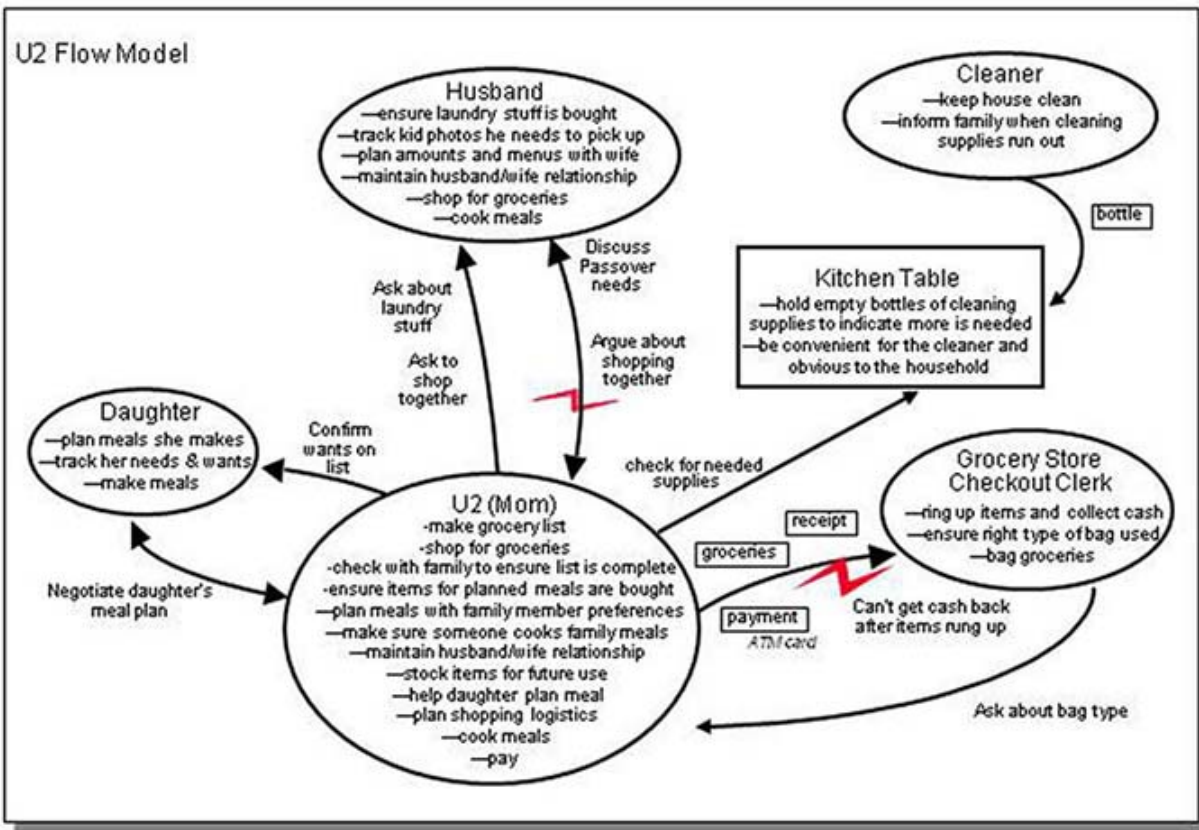 U2 Flow Model
Husband
—ensure laundry stuff is bought
—track kid photos he needs to pick up
—plan amounts and menus with wife
—maintain husband/wife relationship
—shop for groceries
—cook meals
Cleaner
—keep house clean
—inform family when cleaning
supplies run out
bottle
Kitchen Table
—hold empty bottles of cleaning
supplies to indicate more is needed
—be convenient for the cleaner and
obvious to the household
Discuss
Passover
needs
Ask about
laundry
stuff
Ask to
shop
together
Argue about
shopping
together
Daughter
—plan meals she makes
—track her needs & wants
—make meals
Confirm
wants on
list
Negotiate daughter's
meal plan
check for needed
supplies
U2 (Mom)
-make grocery list
-shop for groceries
-check with family to ensure list is complete
-ensure items for planned meals are bought
—plan meals with family member preferences
—make sure someone cooks family meals
—maintain husband/wife relationship
—stock items for future use
—help daughter plan meal
—plan shopping logistics
—cook meals
—pay
Grocery Store
Checkout Clerk
—ring up items and collect cash
—ensure right type of bag used
—bag groceries
receipt
groceries
payment
ATM card
Can't get cash back
after items rung up
Ask about bag type